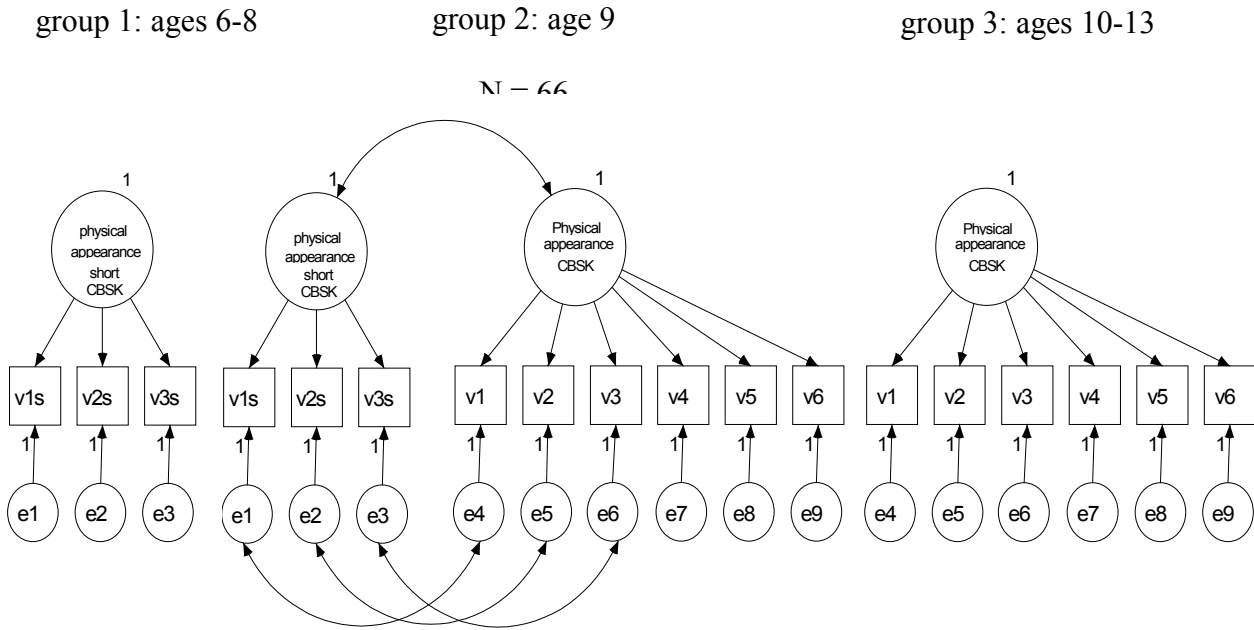 group 1: ages 6-8
group 2: age 9
group 3: ages 10-13
N = 66
1
physical
appearance
short
CBSK
1
physical
appearance
short
CBSK
1
Physical
appearance
CBSK
1
Physical
appearance
CBSK
v1s v2s v3s
v1s v2s v3s
v1 v2 v3 v4 v5 v6
v1 v2 v3 v4 v5 v6
1 1 1
1 1 1
1 1 1 1 1 1
1 1 1 1 1 1
e1 e2 e3
e1 e2 e3
e4 e5 e6 e7 e8 e9
e4 e5 e6 e7 e8 e9